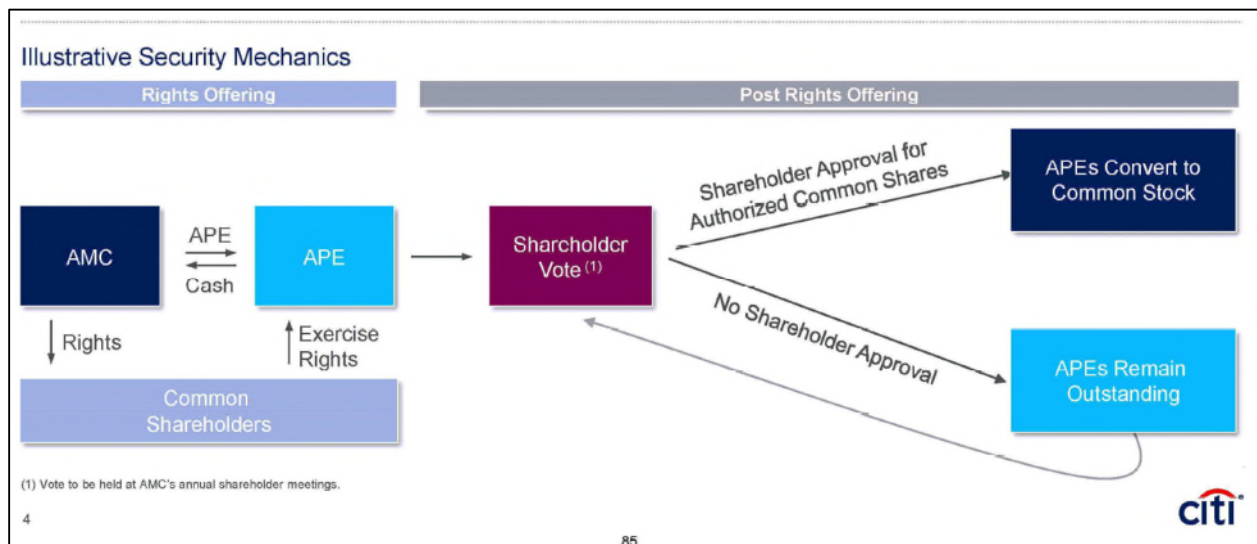 Illustrative Security Mechanics
Rights Offering
Post Rights Offering
AMC
APE
Cash
APE
Rights
Exercise
Rights
Common
Shareholders
Shareholder
Vote (1)
Shareholder Approval for
Authorized Common Shares
No Shareholder Approval
APEs Convert to
Common Stock
APEs Remain
Outstanding
(1) Vote to be held at AMC's annual shareholder meetings.
4
citi®
85